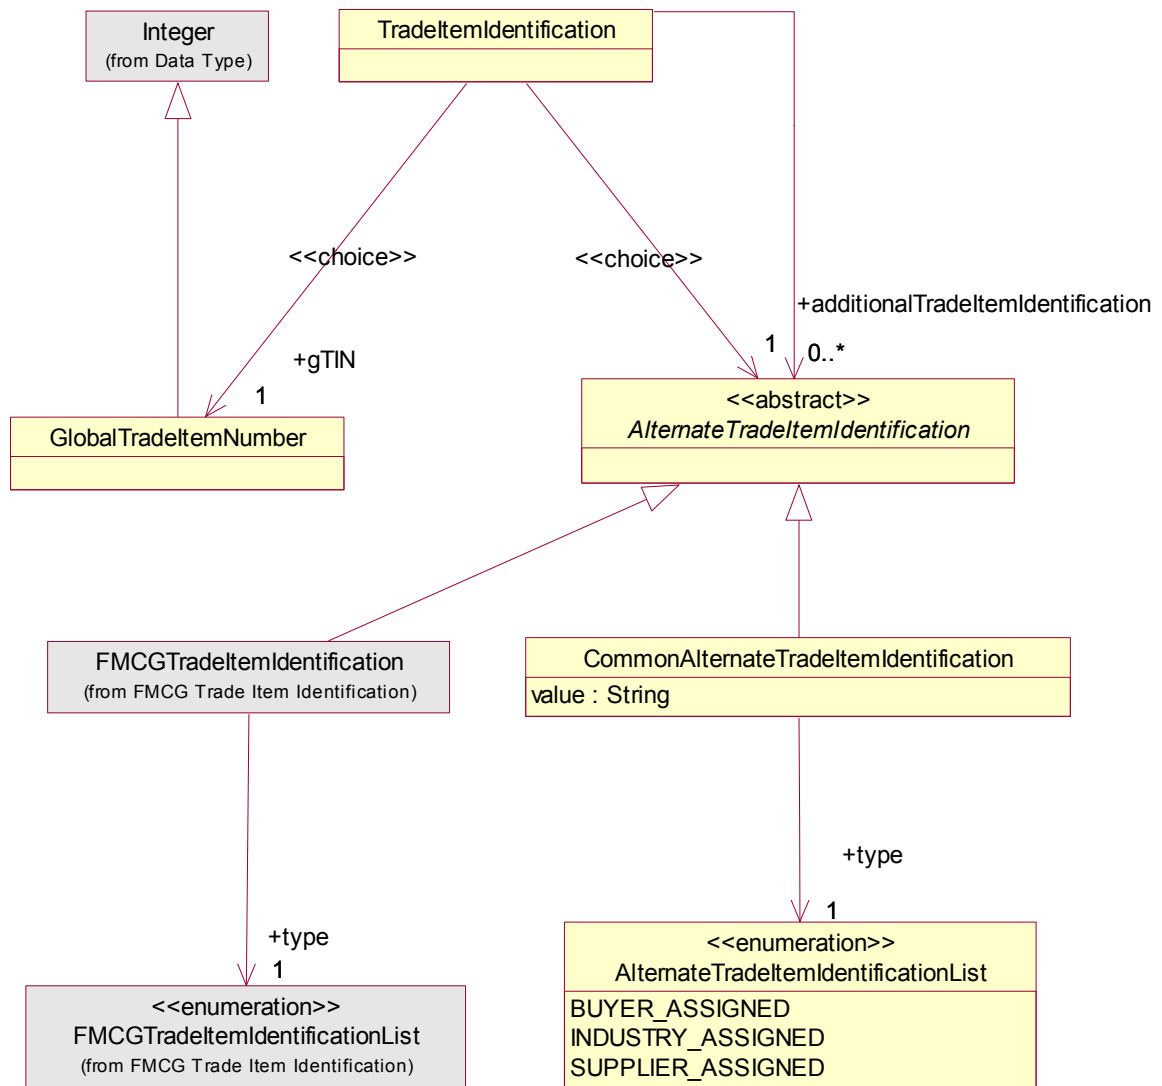 Integer
(from Data Type)
TradeItemIdentification
<<choice>>
<<choice>>
+additionalTradeItemIdentification
+gTIN
1
1
0..*
GlobalTradeItemNumber
<<abstract>>
AlternateTradeItemIdentification
FMCGTradeItemIdentification
(from FMCG Trade Item Identification)
CommonAlternateTradeItemIdentification
value : String
+type
1
+type
1
<<enumeration>>
FMCGTradeItemIdentificationList
(from FMCG Trade Item Identification)
<<enumeration>>
AlternateTradeItemIdentificationList
BUYER_ASSIGNED
INDUSTRY_ASSIGNED
SUPPLIER_ASSIGNED